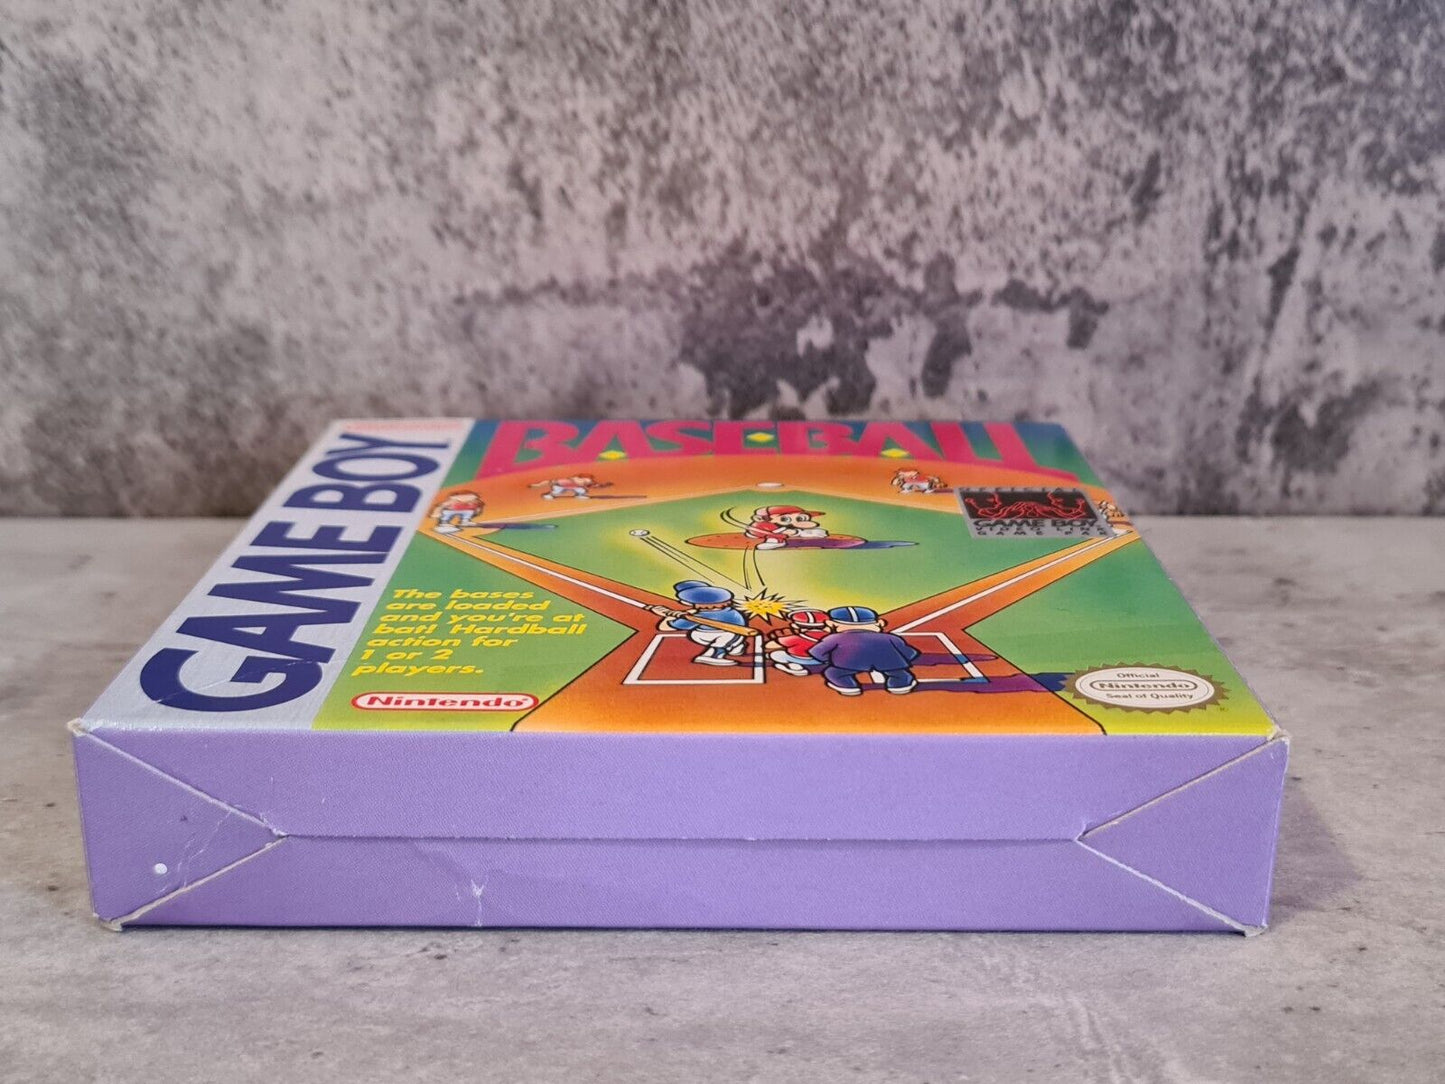 GAME BOY
BASEBALL
GAME BOY
The bases
are loaded
and you're at
bat! Hardball
action for
1 or 2
players.
Nintendo
Official
Nintendo
Seal of Quality